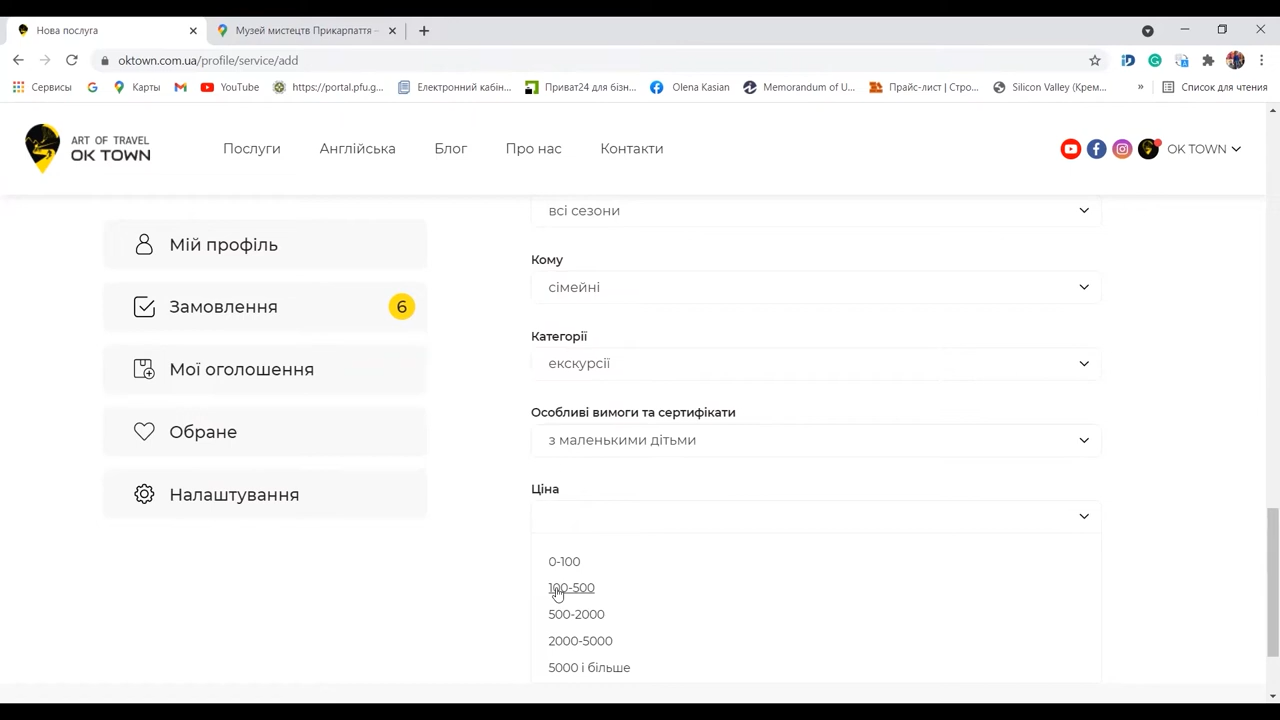 Нова послуга
Музей мистецтв Прикарпаття –
oktown.com.ua/profile/service/add
Сервисы
Карты
YouTube
https://portal.pfu.g...
Електронний кабін...
Приват24 для бізн...
Olena Kasian
Memorandum of U...
Прайс-лист | Стро...
Silicon Valley (Крем...
»
Список для чтения
ART OF TRAVEL
OK TOWN
Послуги
Англійська
Блог
Про нас
Контакти
OK TOWN
Мій профіль
Замовлення
6
Мої оголошення
Обране
Налаштування
всі сезони
Кому
сімейні
Категорії
екскурсії
Особливі вимоги та сертифікати
з маленькими дітьми
Ціна
0-100
100-500
500-2000
2000-5000
5000 і більше